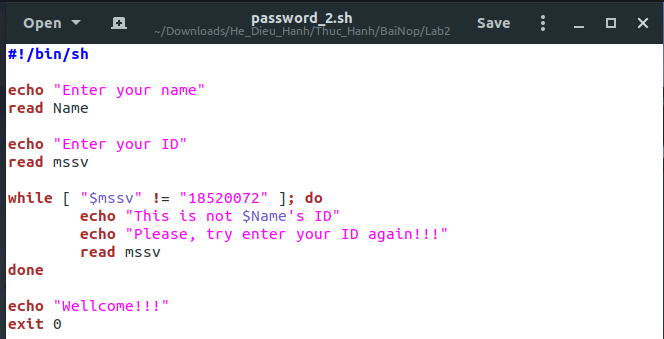 Open password_2.sh Save
~/Downloads/He_Dieu_Hanh/Thuc_Hanh/BaiNop/Lab2
#!/bin/sh
echo "Enter your name"
read Name
echo "Enter your ID"
read mssv
while [ "$mssv" != "18520072" ]; do
echo "This is not $Name's ID"
echo "Please, try enter your ID again!!!"
read mssv
done
echo "Wellcome!!!"
exit 0